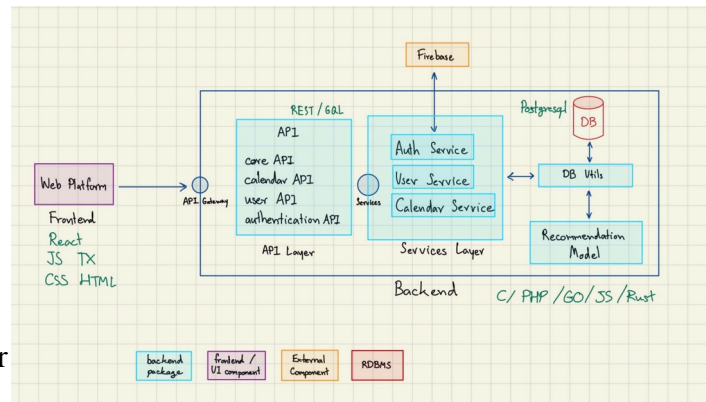 Firebase
REST / GQL
API
core API
calendar API
user API
authentication API
API Layer
Web Platform
Frontend
React
JS TX
CSS HTML
API Gateway
Services
Auth Service
User Service
Calendar Service
Services Layer
Postgresql
DB
DB Utils
Recommendation
Model
Backend
C/ PHP /GO/ JS /Rust
r
backend
package
frontend /
UI component
External
Component
RDBMS